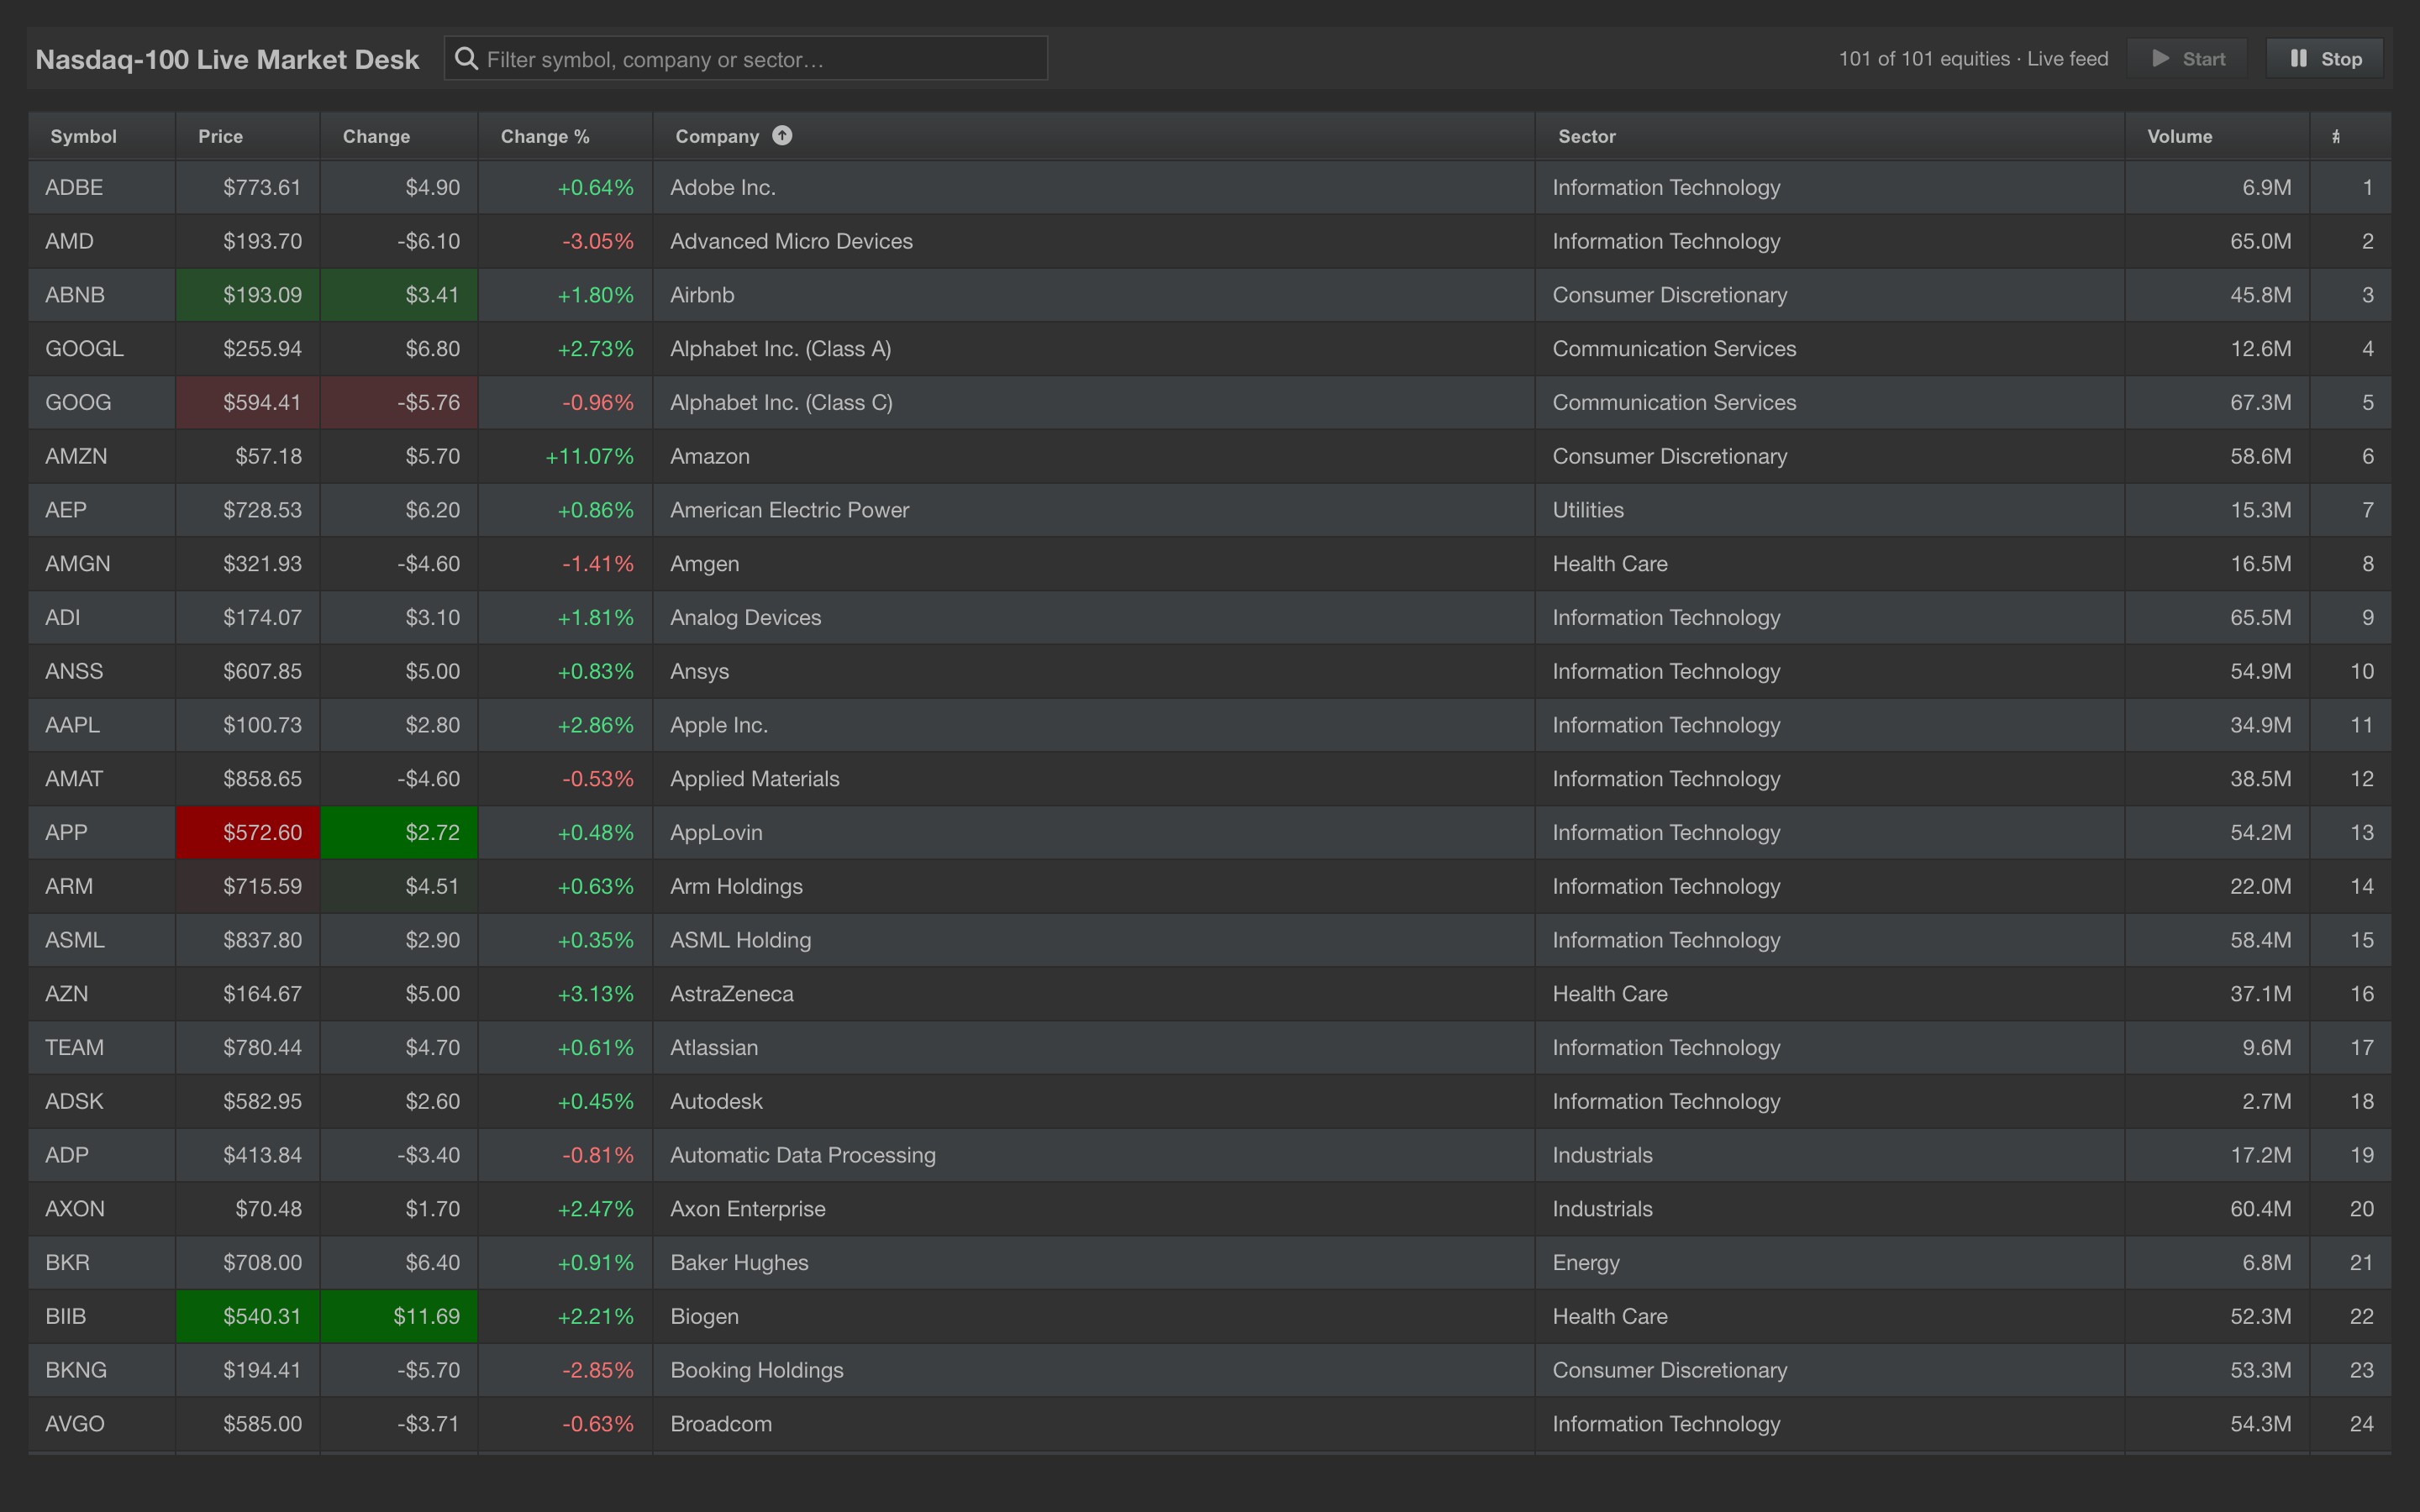 Nasdaq-100 Live Market Desk Filter symbol, company or sector… 101 of 101 equities · Live feed Start Stop
Symbol Price Change Change % Company Sector Volume
ADBE $773.61 $4.90 +0.64% Adobe Inc. Information Technology 6.9M 1
AMD $193.70 -$6.10 -3.05% Advanced Micro Devices Information Technology 65.0M 2
ABNB $193.09 $3.41 +1.80% Airbnb Consumer Discretionary 45.8M 3
GOOGL $255.94 $6.80 +2.73% Alphabet Inc. (Class A) Communication Services 12.6M 4
GOOG $594.41 -$5.76 -0.96% Alphabet Inc. (Class C) Communication Services 67.3M 5
AMZN $57.18 $5.70 +11.07% Amazon Consumer Discretionary 58.6M 6
AEP $728.53 $6.20 +0.86% American Electric Power Utilities 15.3M 7
AMGN $321.93 -$4.60 -1.41% Amgen Health Care 16.5M 8
ADI $174.07 $3.10 +1.81% Analog Devices Information Technology 65.5M 9
ANSS $607.85 $5.00 +0.83% Ansys Information Technology 54.9M 10
AAPL $100.73 $2.80 +2.86% Apple Inc. Information Technology 34.9M 11
AMAT $858.65 -$4.60 -0.53% Applied Materials Information Technology 38.5M 12
APP $572.60 $2.72 +0.48% AppLovin Information Technology 54.2M 13
ARM $715.59 $4.51 +0.63% Arm Holdings Information Technology 22.0M 14
ASML $837.80 $2.90 +0.35% ASML Holding Information Technology 58.4M 15
AZN $164.67 $5.00 +3.13% AstraZeneca Health Care 37.1M 16
TEAM $780.44 $4.70 +0.61% Atlassian Information Technology 9.6M 17
ADSK $582.95 $2.60 +0.45% Autodesk Information Technology 2.7M 18
ADP $413.84 -$3.40 -0.81% Automatic Data Processing Industrials 17.2M 19
AXON $70.48 $1.70 +2.47% Axon Enterprise Industrials 60.4M 20
BKR $708.00 $6.40 +0.91% Baker Hughes Energy 6.8M 21
BIIB $540.31 $11.69 +2.21% Biogen Health Care 52.3M 22
BKNG $194.41 -$5.70 -2.85% Booking Holdings Consumer Discretionary 53.3M 23
AVGO $585.00 -$3.71 -0.63% Broadcom Information Technology 54.3M 24